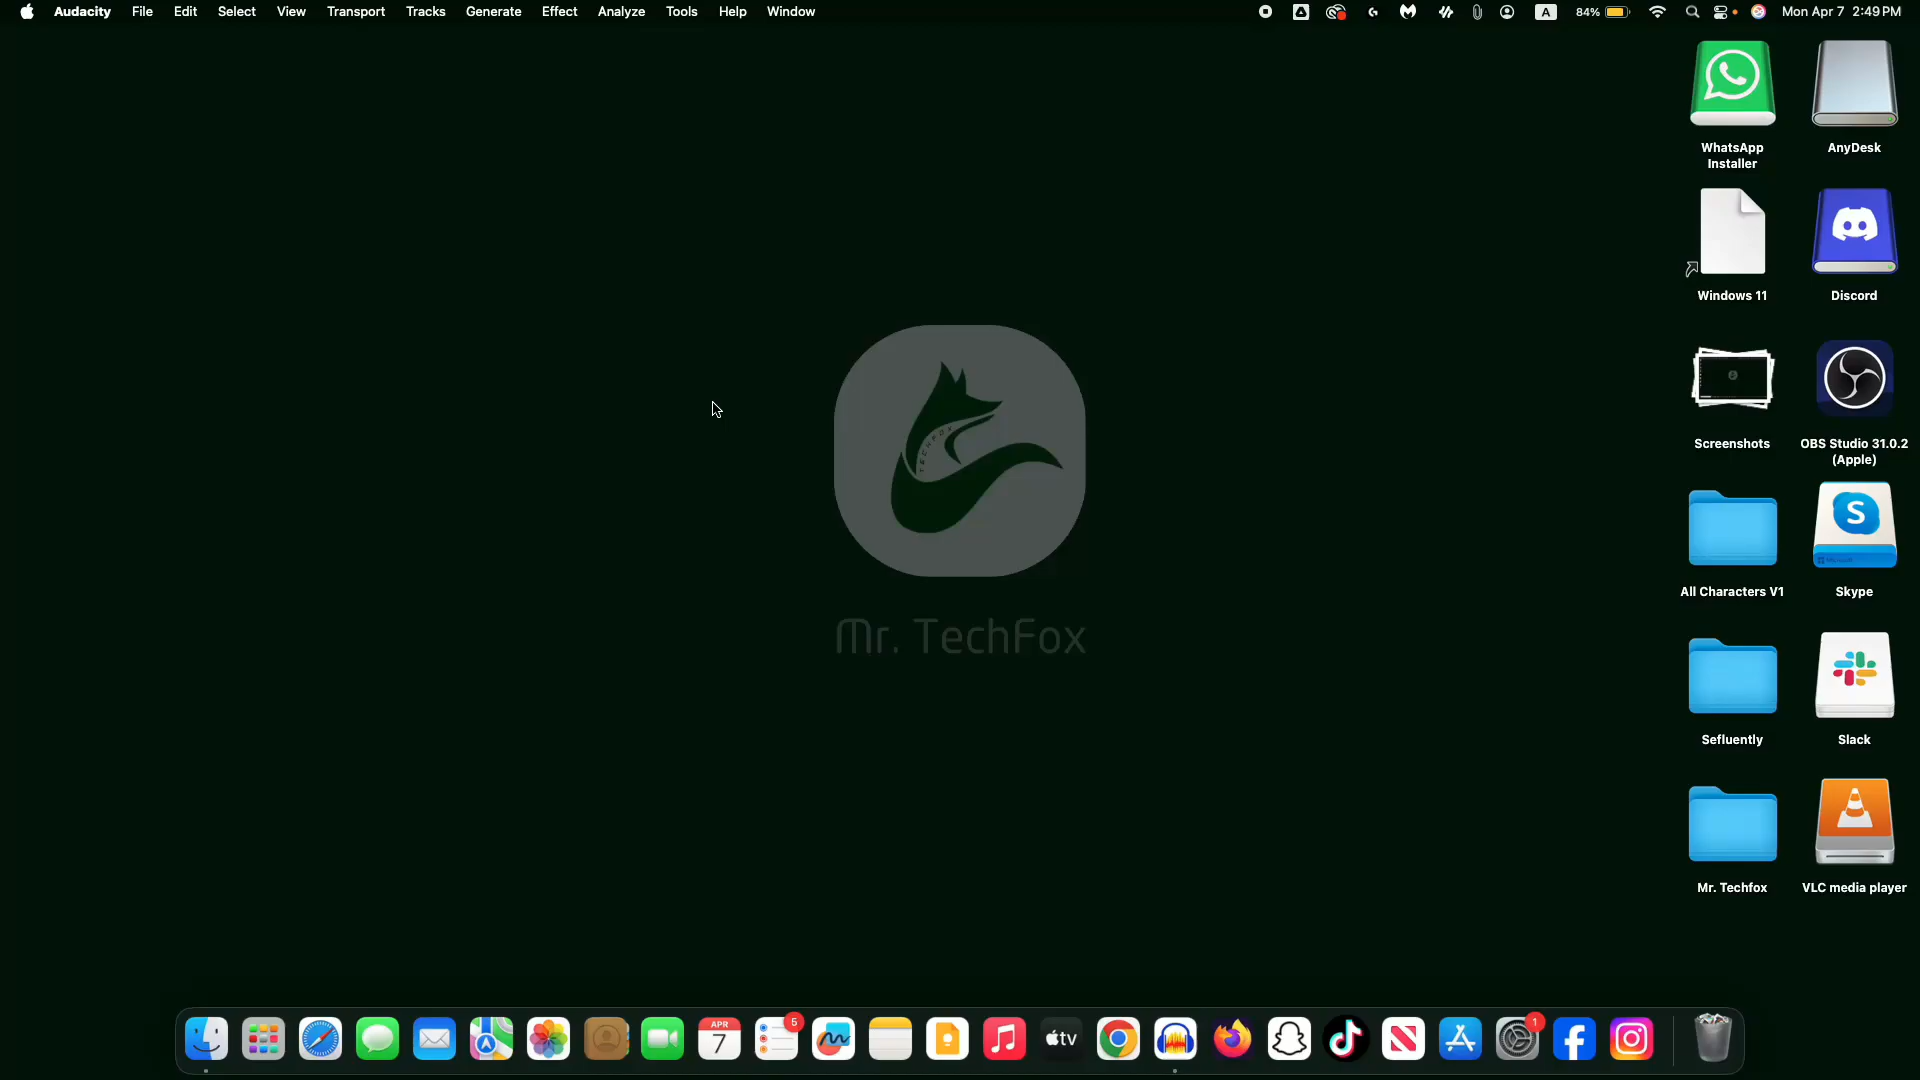 Audacity File Edit Select View Transport Tracks Generate Effect Analyze Tools Help Window A 84% Mon Apr 7 2:49 PM
WhatsApp
Installer
AnyDesk
Windows 11
Discord
Screenshots
OBS Studio 31.0.2
(Apple)
All Characters V1
S
Skype
TECHFOX
Mr. TechFox
Sefluently
Slack
Mr. Techfox
VLC media player
APR
7
5
tv
1